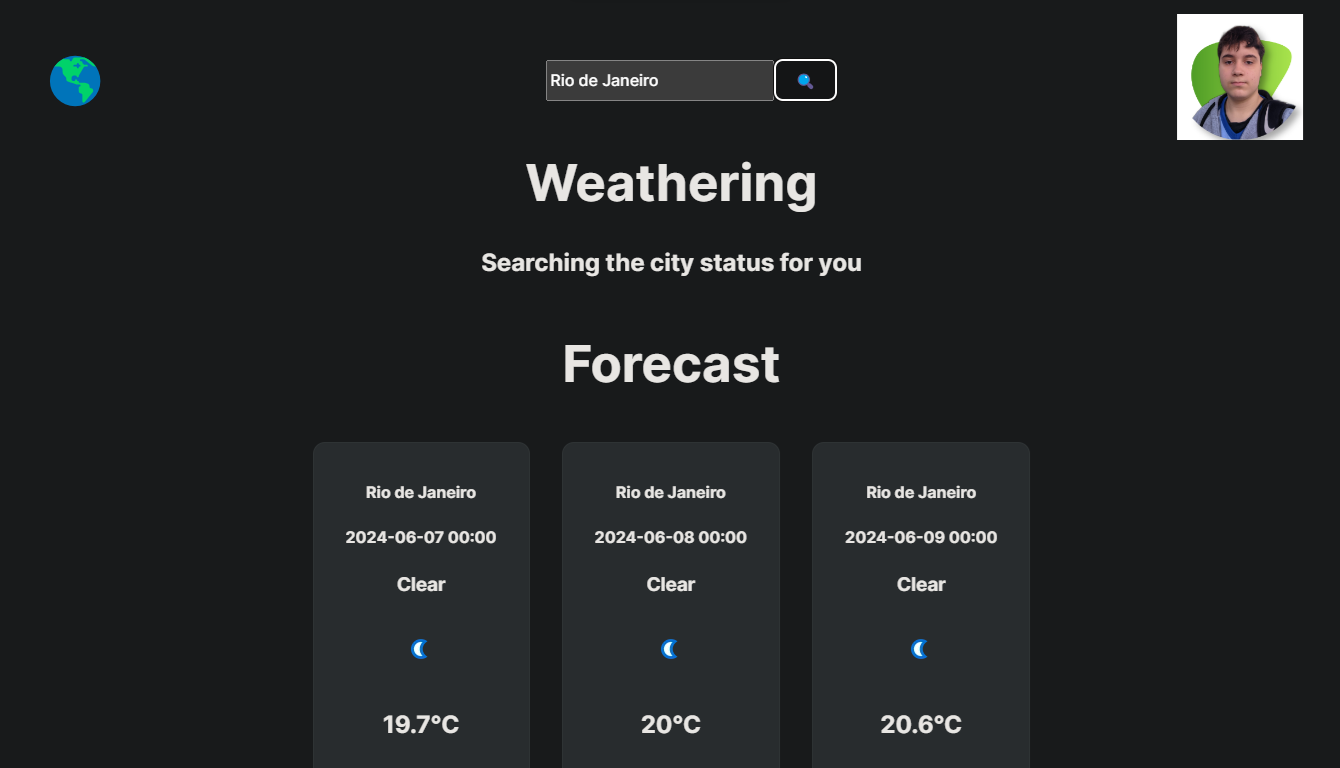 Rio de Janeiro
Weathering
Searching the city status for you
Forecast
Rio de Janeiro
2024-06-07 00:00
Clear
19.7°C
Rio de Janeiro
2024-06-08 00:00
Clear
20°C
Rio de Janeiro
2024-06-09 00:00
Clear
20.6°C